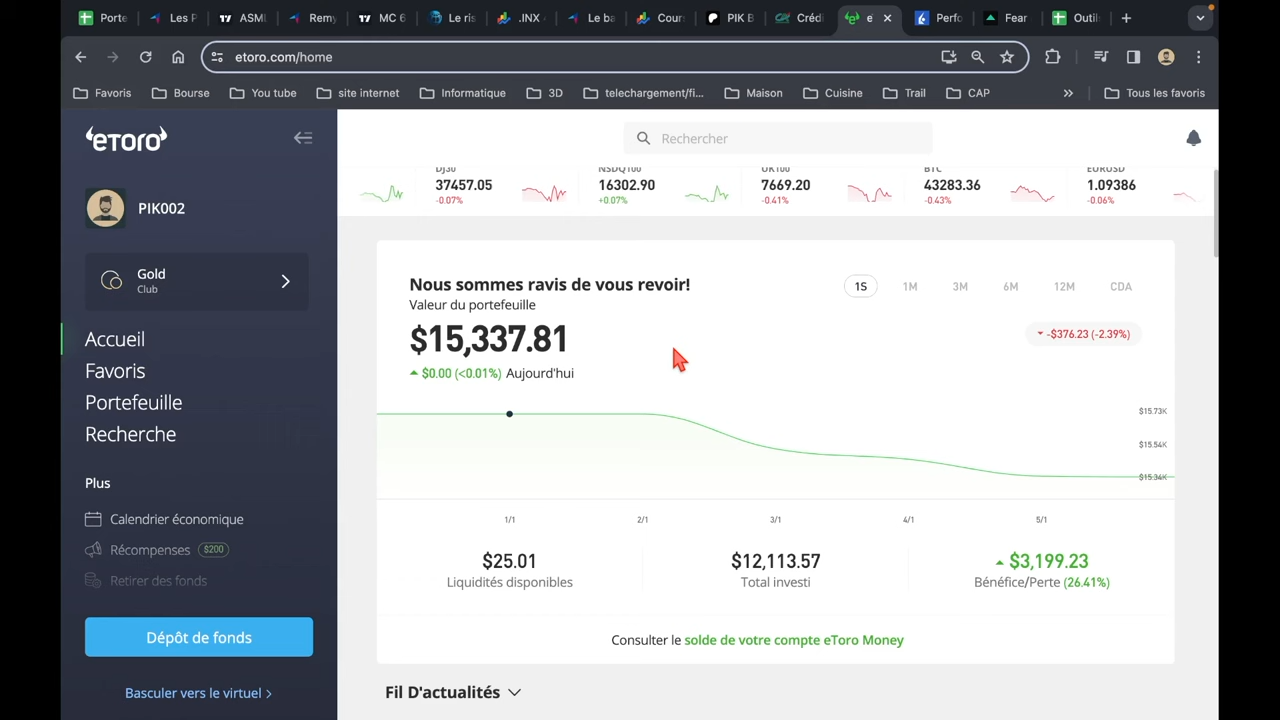 Porte
Les P
ASMI
Remy
MC 6
Le ris
.INX
Le ba
Cour
PIK B
Crédi
e
Perfo
Fear
Outil
etoro.com/home
Favoris
Bourse
You tube
site internet
Informatique
3D
telechargement/fi...
Maison
Cuisine
Trail
CAP
Tous les favoris
eToro
Rechercher
PIK002
DJ30
NSDQ100
UK100
BTC
EURUSD
37457.05
16302.90
7669.20
43283.36
1.09386
-0.07%
+0.07%
-0.41%
-0.43%
-0.06%
Gold
Club
Nous sommes ravis de vous revoir!
1S
1M
3M
6M
12M
CDA
Valeur du portefeuille
$15,337.81
-$376.23 (-2.39%)
$0.00 (<0.01%) Aujourd'hui
Accueil
Favoris
Portefeuille
Recherche
$15.73K
$15.54K
$15.34K
Plus
1/1
2/1
3/1
4/1
5/1
Calendrier économique
Récompenses $200
Retirer des fonds
$25.01
Liquidités disponibles
$12,113.57
Total investi
$3,199.23
Bénéfice/Perte (26.41%)
Dépôt de fonds
Consulter le solde de votre compte eToro Money
Basculer vers le virtuel >
Fil D'actualités